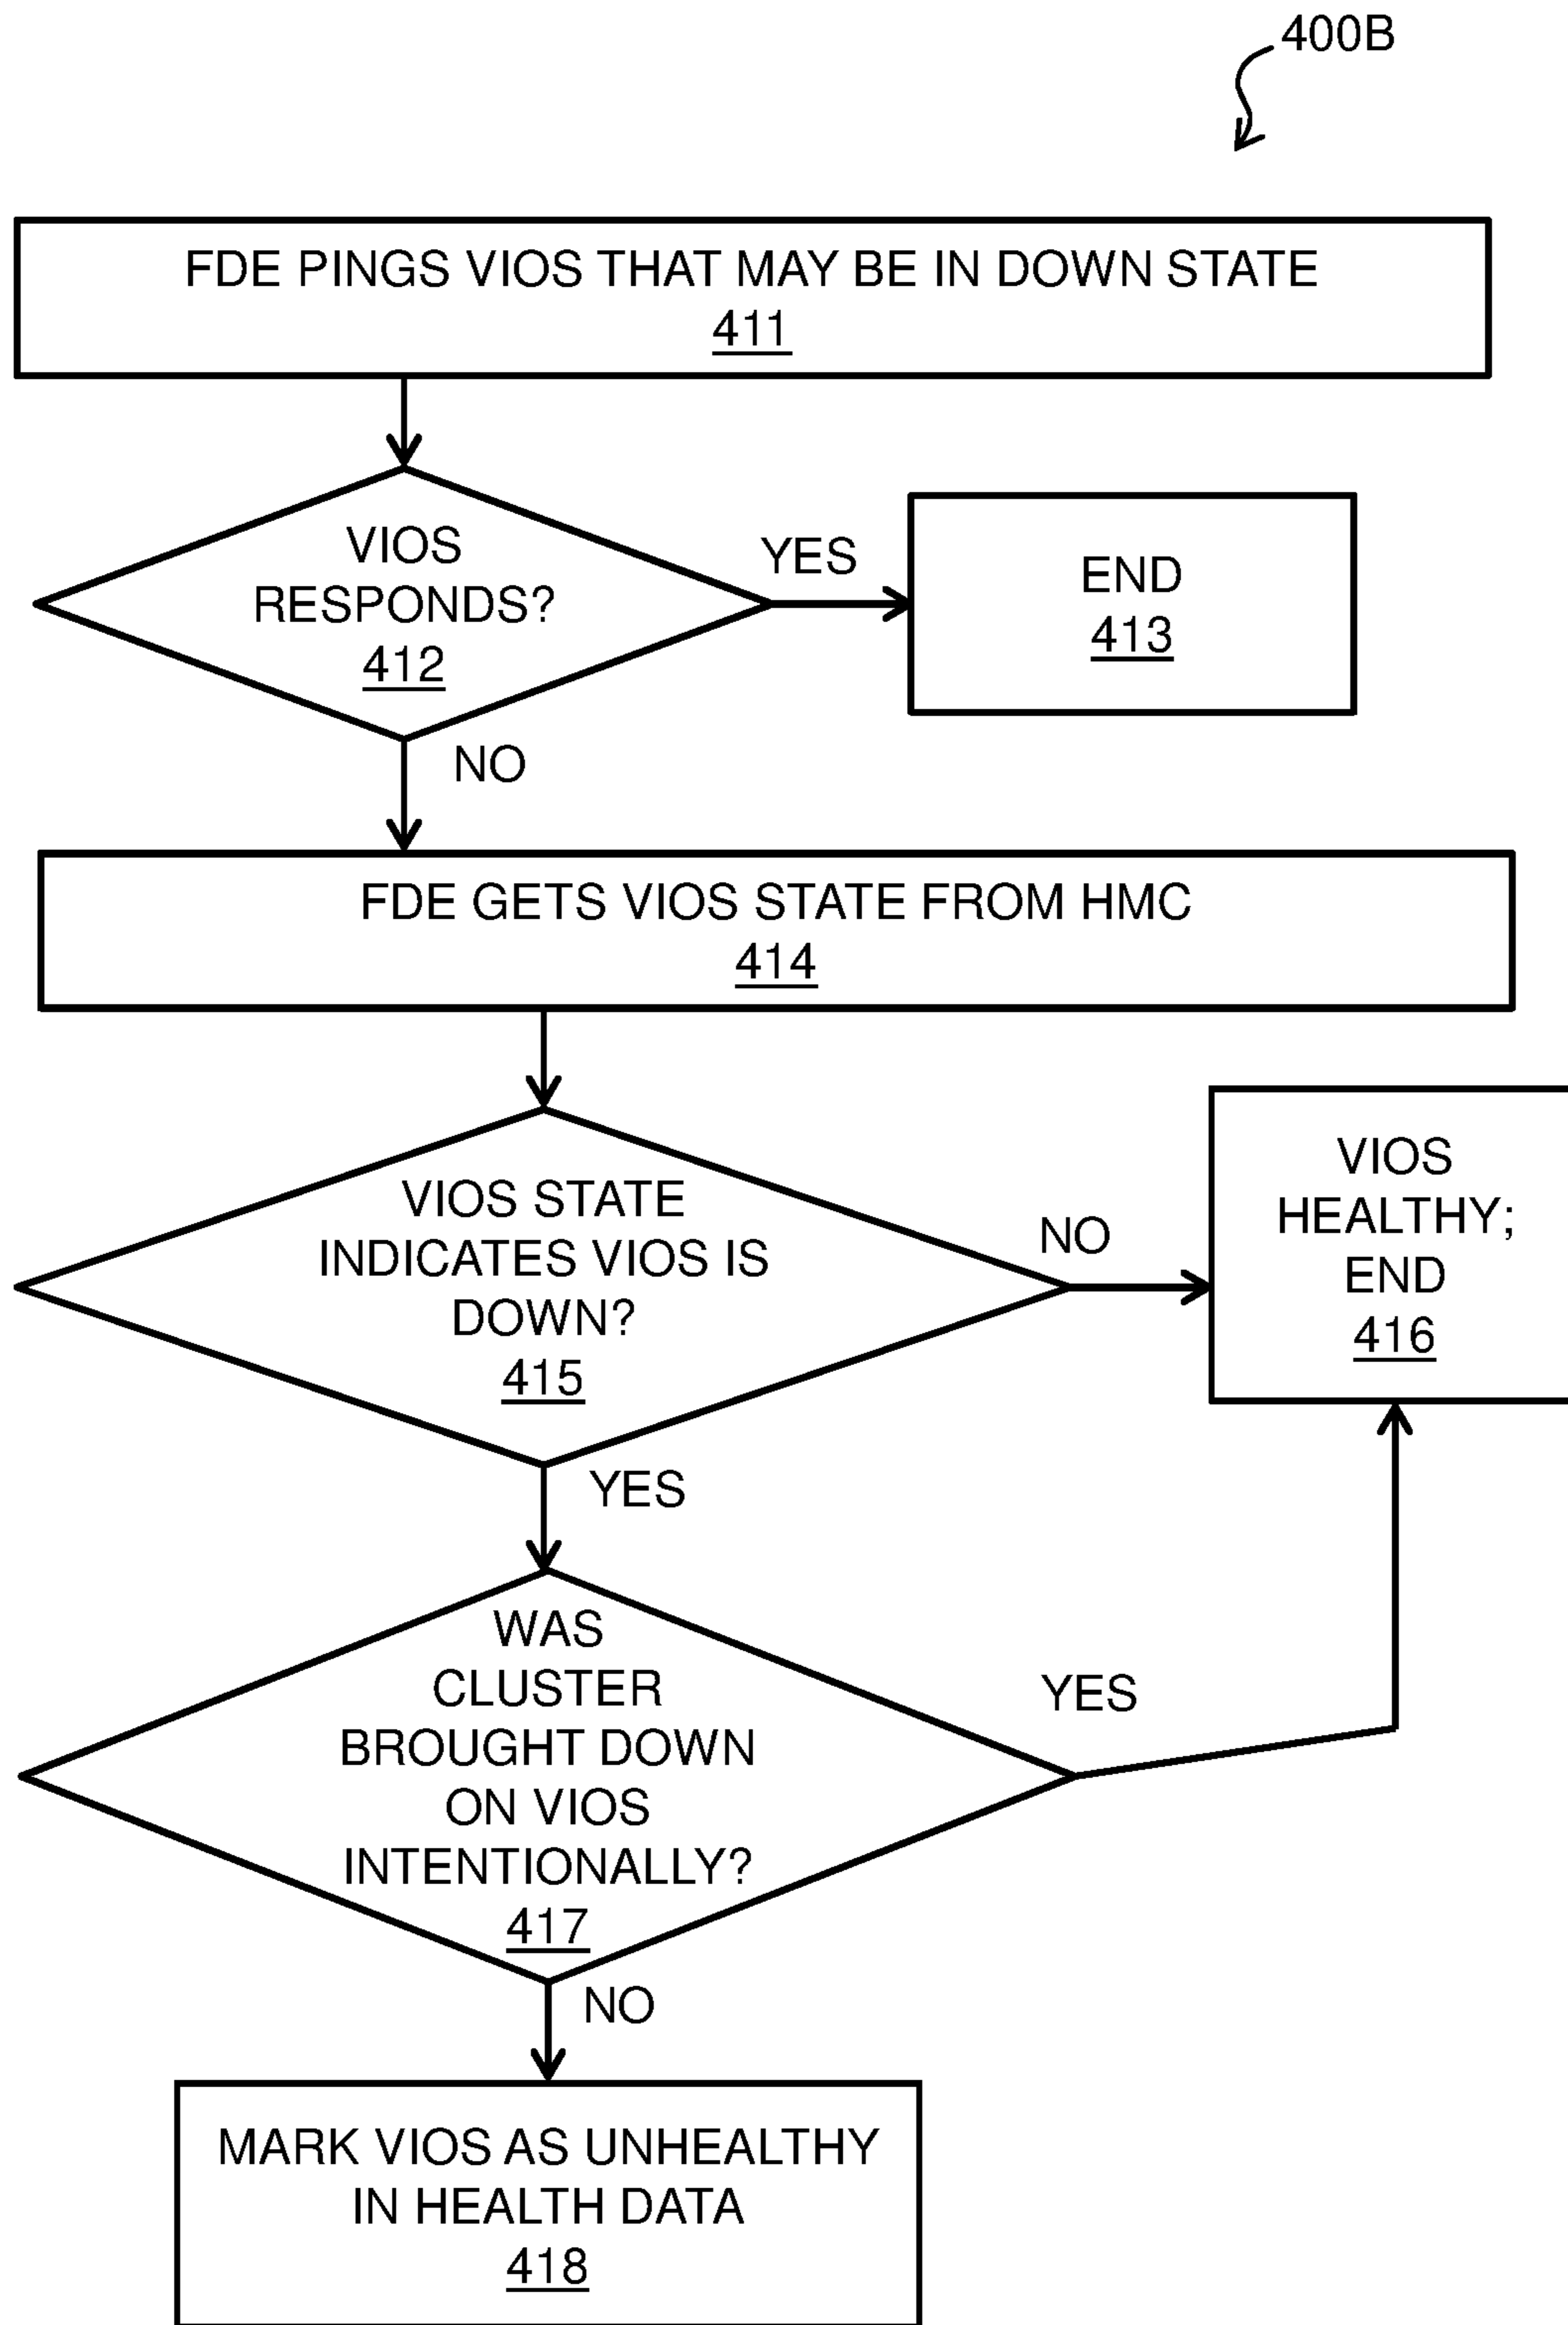 400B
FDE PINGS VIOS THAT MAY BE IN DOWN STATE
411
VIOS
RESPONDS?
412
YES
END
413
NO
FDE GETS VIOS STATE FROM HMC
414
VIOS STATE
INDICATES VIOS IS
DOWN?
415
NO
VIOS
HEALTHY;
END
416
YES
WAS
CLUSTER
BROUGHT DOWN
ON VIOS
INTENTIONALLY?
417
YES
NO
MARK VIOS AS UNHEALTHY
IN HEALTH DATA
418